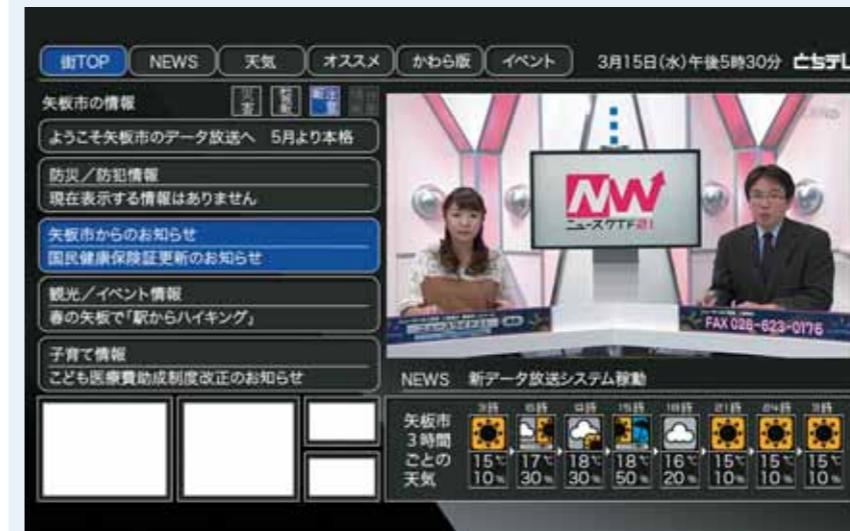 街TOP NEWS 天気 オススメ かわら版 イベント 3月15日(水)午後5時30分 とちテレ
矢板市の情報
ようこそ矢板市のデータ放送へ 5月より本格
防災／防犯情報
現在表示する情報はありません
矢板市からのお知らせ
国民健康保険証更新のお知らせ
観光／イベント情報
春の矢板で「駅からハイキング」
子育て情報
こども医療費助成制度改正のお知らせ
NW
ニュースワイド21
FAX 028-623-0176
NEWS 新データ放送システム稼動
矢板市
3時間
ごとの
天気
15℃ 17℃ 18℃ 18℃ 16℃ 15℃ 15℃ 15℃
10% 30% 30% 50% 20% 10% 10% 10%